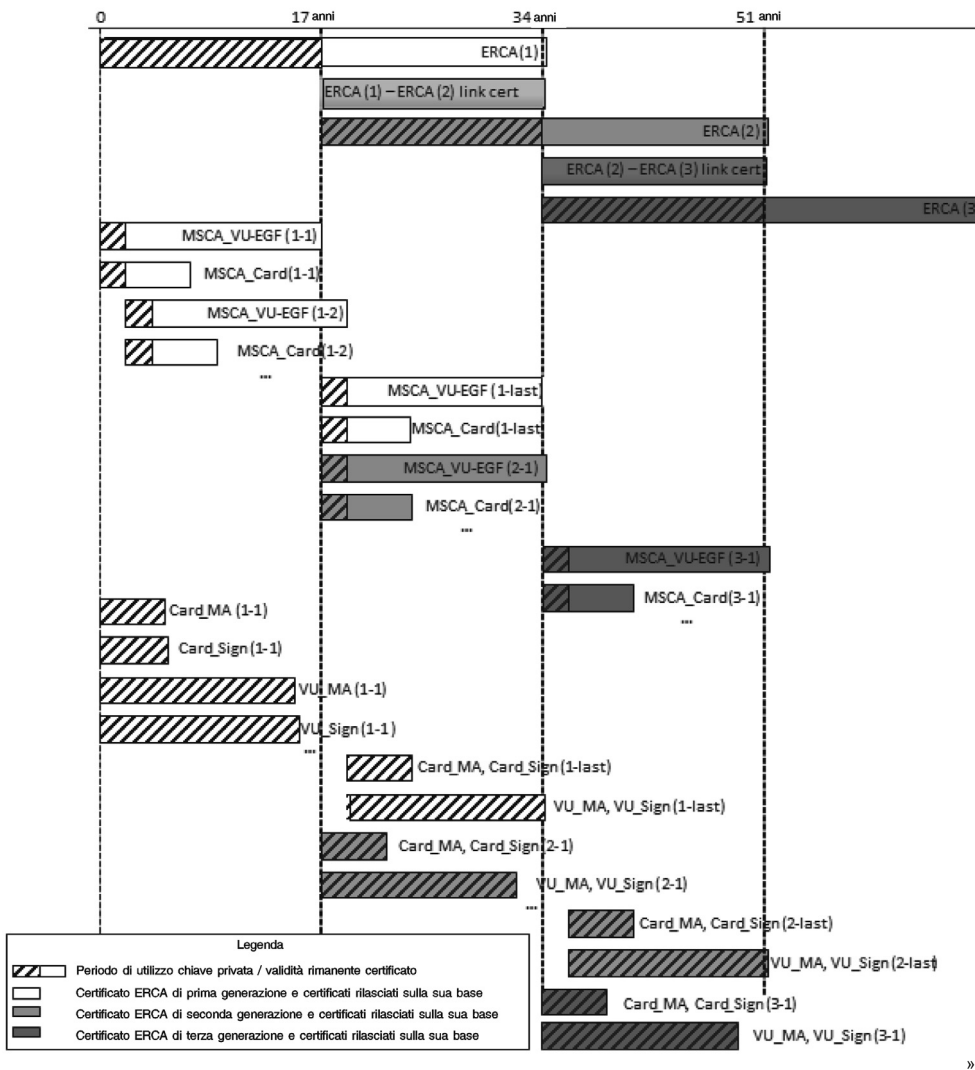 0 17 anni 34 anni 51 anni
ERCA (1)
ERCA (1) – ERCA (2) link cert
ERCA (2)
ERCA (2) – ERCA (3) link cert
ERCA (3
MSCA_VU-EGF (1-1)
MSCA_Card(1-1)
MSCA_VU-EGF (1-2)
MSCA_Card(1-2)
...
MSCA_VU-EGF (1-last)
MSCA_Card(1-last
MSCA_VU-EGF (2-1)
MSCA_Card(2-1)
...
MSCA_VU-EGF (3-1)
MSCA_Card(3-1)
...
Card_MA (1-1)
Card_Sign (1-1)
VU_MA (1-1)
VU_Sign (1-1)
...
Card_MA, Card_Sign (1-last)
VU_MA, VU_Sign (1-last)
Card_MA, Card_Sign (2-1)
VU_MA, VU_Sign (2-1)
...
Card_MA, Card_Sign (2-last)
VU_MA, VU_Sign (2-last)
Card_MA, Card_Sign (3-1)
VU_MA, VU_Sign (3-1)
Legenda
Periodo di utilizzo chiave privata / validità rimanente certificato
Certificato ERCA di prima generazione e certificati rilasciati sulla sua base
Certificato ERCA di seconda generazione e certificati rilasciati sulla sua base
Certificato ERCA di terza generazione e certificati rilasciati sulla sua base
»